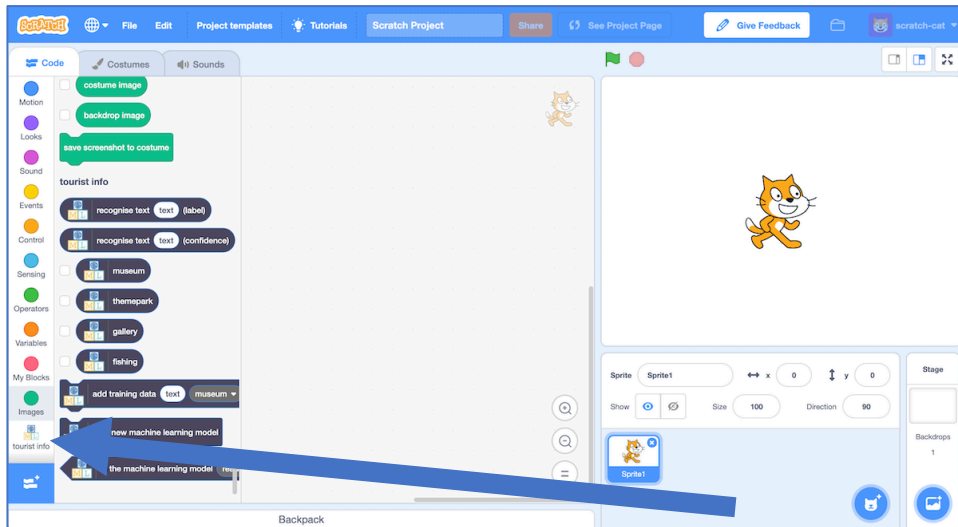 SCRATCH File Edit Project templates Tutorials Scratch Project Share See Project Page Give Feedback scratch-cat
Code Costumes Sounds
Motion
Looks
Sound
Events
Control
Sensing
Operators
Variables
My Blocks
Images
tourist info
costume image
backdrop image
save screenshot to costume
tourist info
recognise text text (label)
recognise text text (confidence)
museum
themepark
gallery
fishing
add training data text museum
new machine learning model
the machine learning model
Backpack
Sprite Sprite1 x 0 y 0
Show Size 100 Direction 90
Sprite1
Stage
Backdrops
1